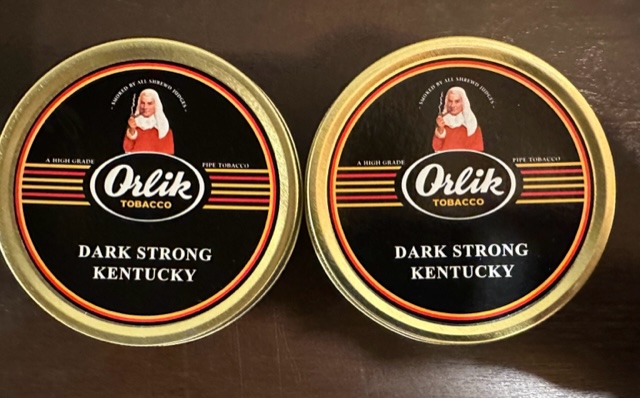 SMOKED BY ALL SHREWD JUDGES
A HIGH GRADE PIPE TOBACCO
Orlik
TOBACCO
DARK STRONG
KENTUCKY
SMOKED BY ALL SHREWD JUDGES
A HIGH GRADE PIPE TOBACCO
Orlik
TOBACCO
DARK STRONG
KENTUCKY